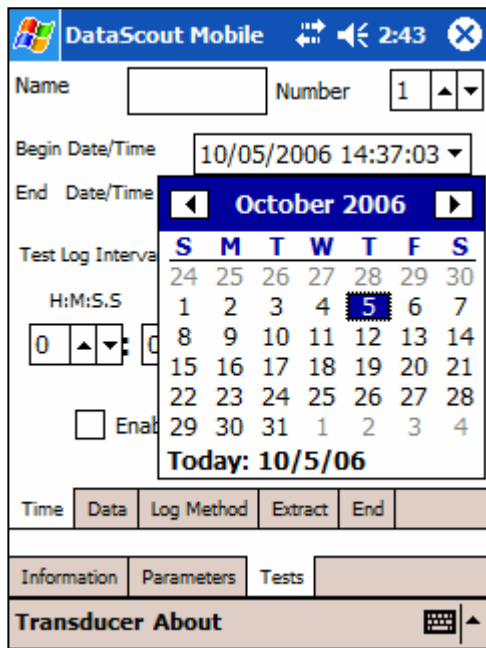 DataScout Mobile 2:43
Name Number 1
Begin Date/Time 10/05/2006 14:37:03
End Date/Time
October 2006
Test Log Interva
S M T W T F S
24 25 26 27 28 29 30
H:M:S.S
1 2 3 4 5 6 7
0 : 0
8 9 10 11 12 13 14
15 16 17 18 19 20 21
22 23 24 25 26 27 28
Enab
29 30 31 1 2 3 4
Today: 10/5/06
Time Data Log Method Extract End
Information Parameters Tests
Transducer About